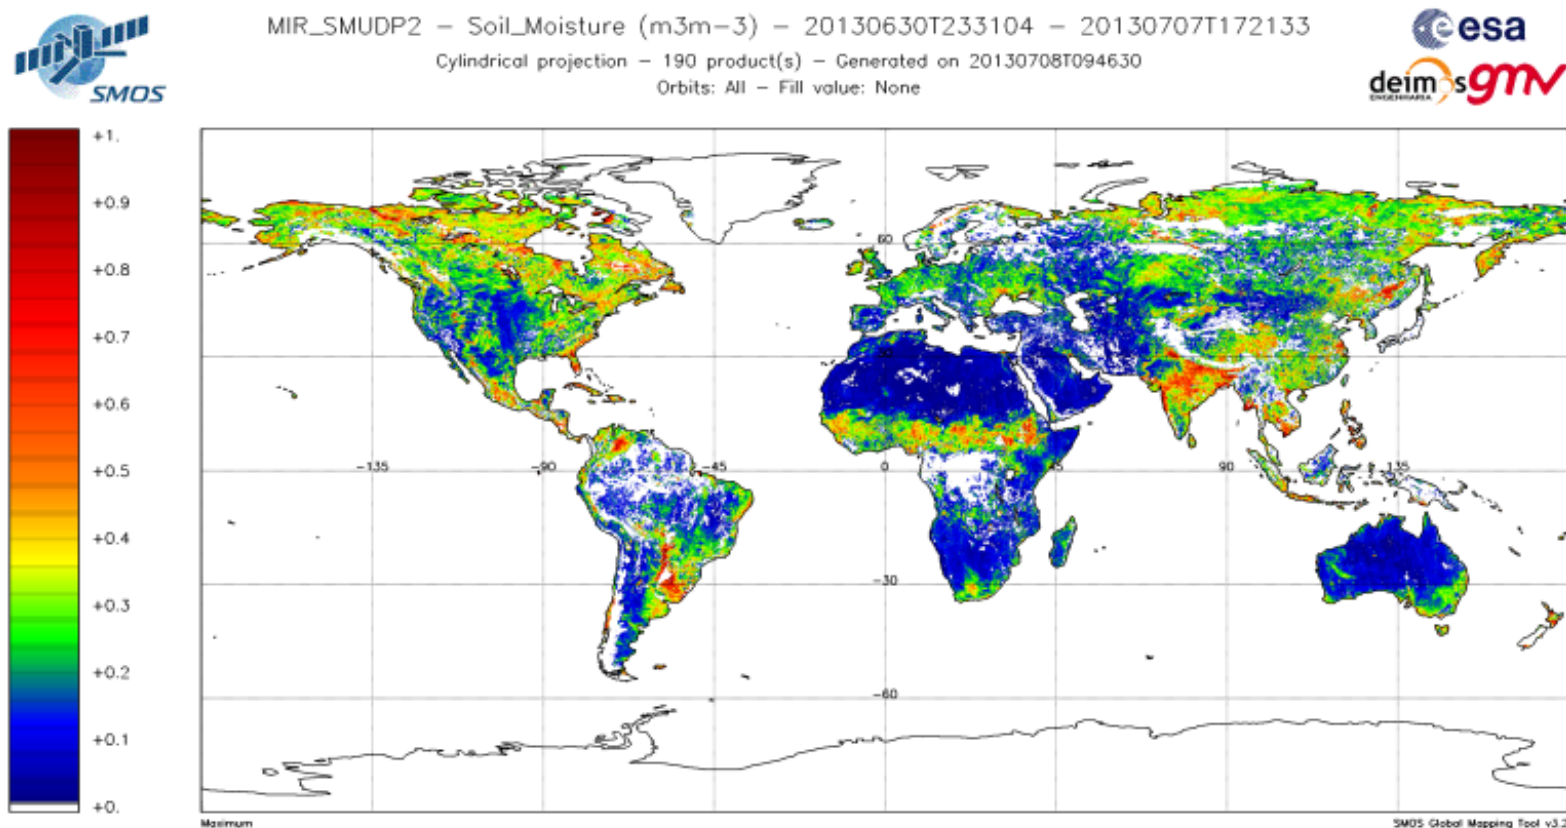 MIR_SMUDP2 – Soil_Moisture (m3m-3) – 20130630T233104 – 20130707T172133
Cylindrical projection – 190 product(s) – Generated on 20130708T094630
Orbits: All – Fill value: None
SMOS
esa
deimos
ENGENHARIA
gmv
+1.
+0.9
+0.8
+0.7
+0.6
+0.5
+0.4
+0.3
+0.2
+0.1
+0.
60
-135
-90
-45
0
45
90
135
-30
-60
Maximum
SMOS Global Mapping Tool